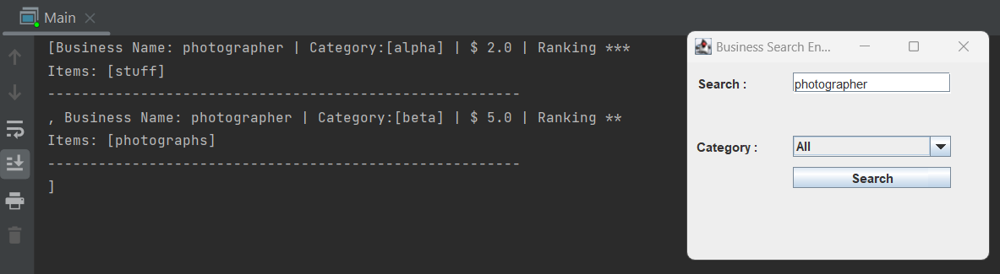 Main
[Business Name: photographer | Category:[alpha] | $ 2.0 | Ranking ***
Items: [stuff]
--------------------------------------------------------
, Business Name: photographer | Category:[beta] | $ 5.0 | Ranking **
Items: [photographs]
--------------------------------------------------------
]
Business Search En...
Search : photographer
Category : All
Search